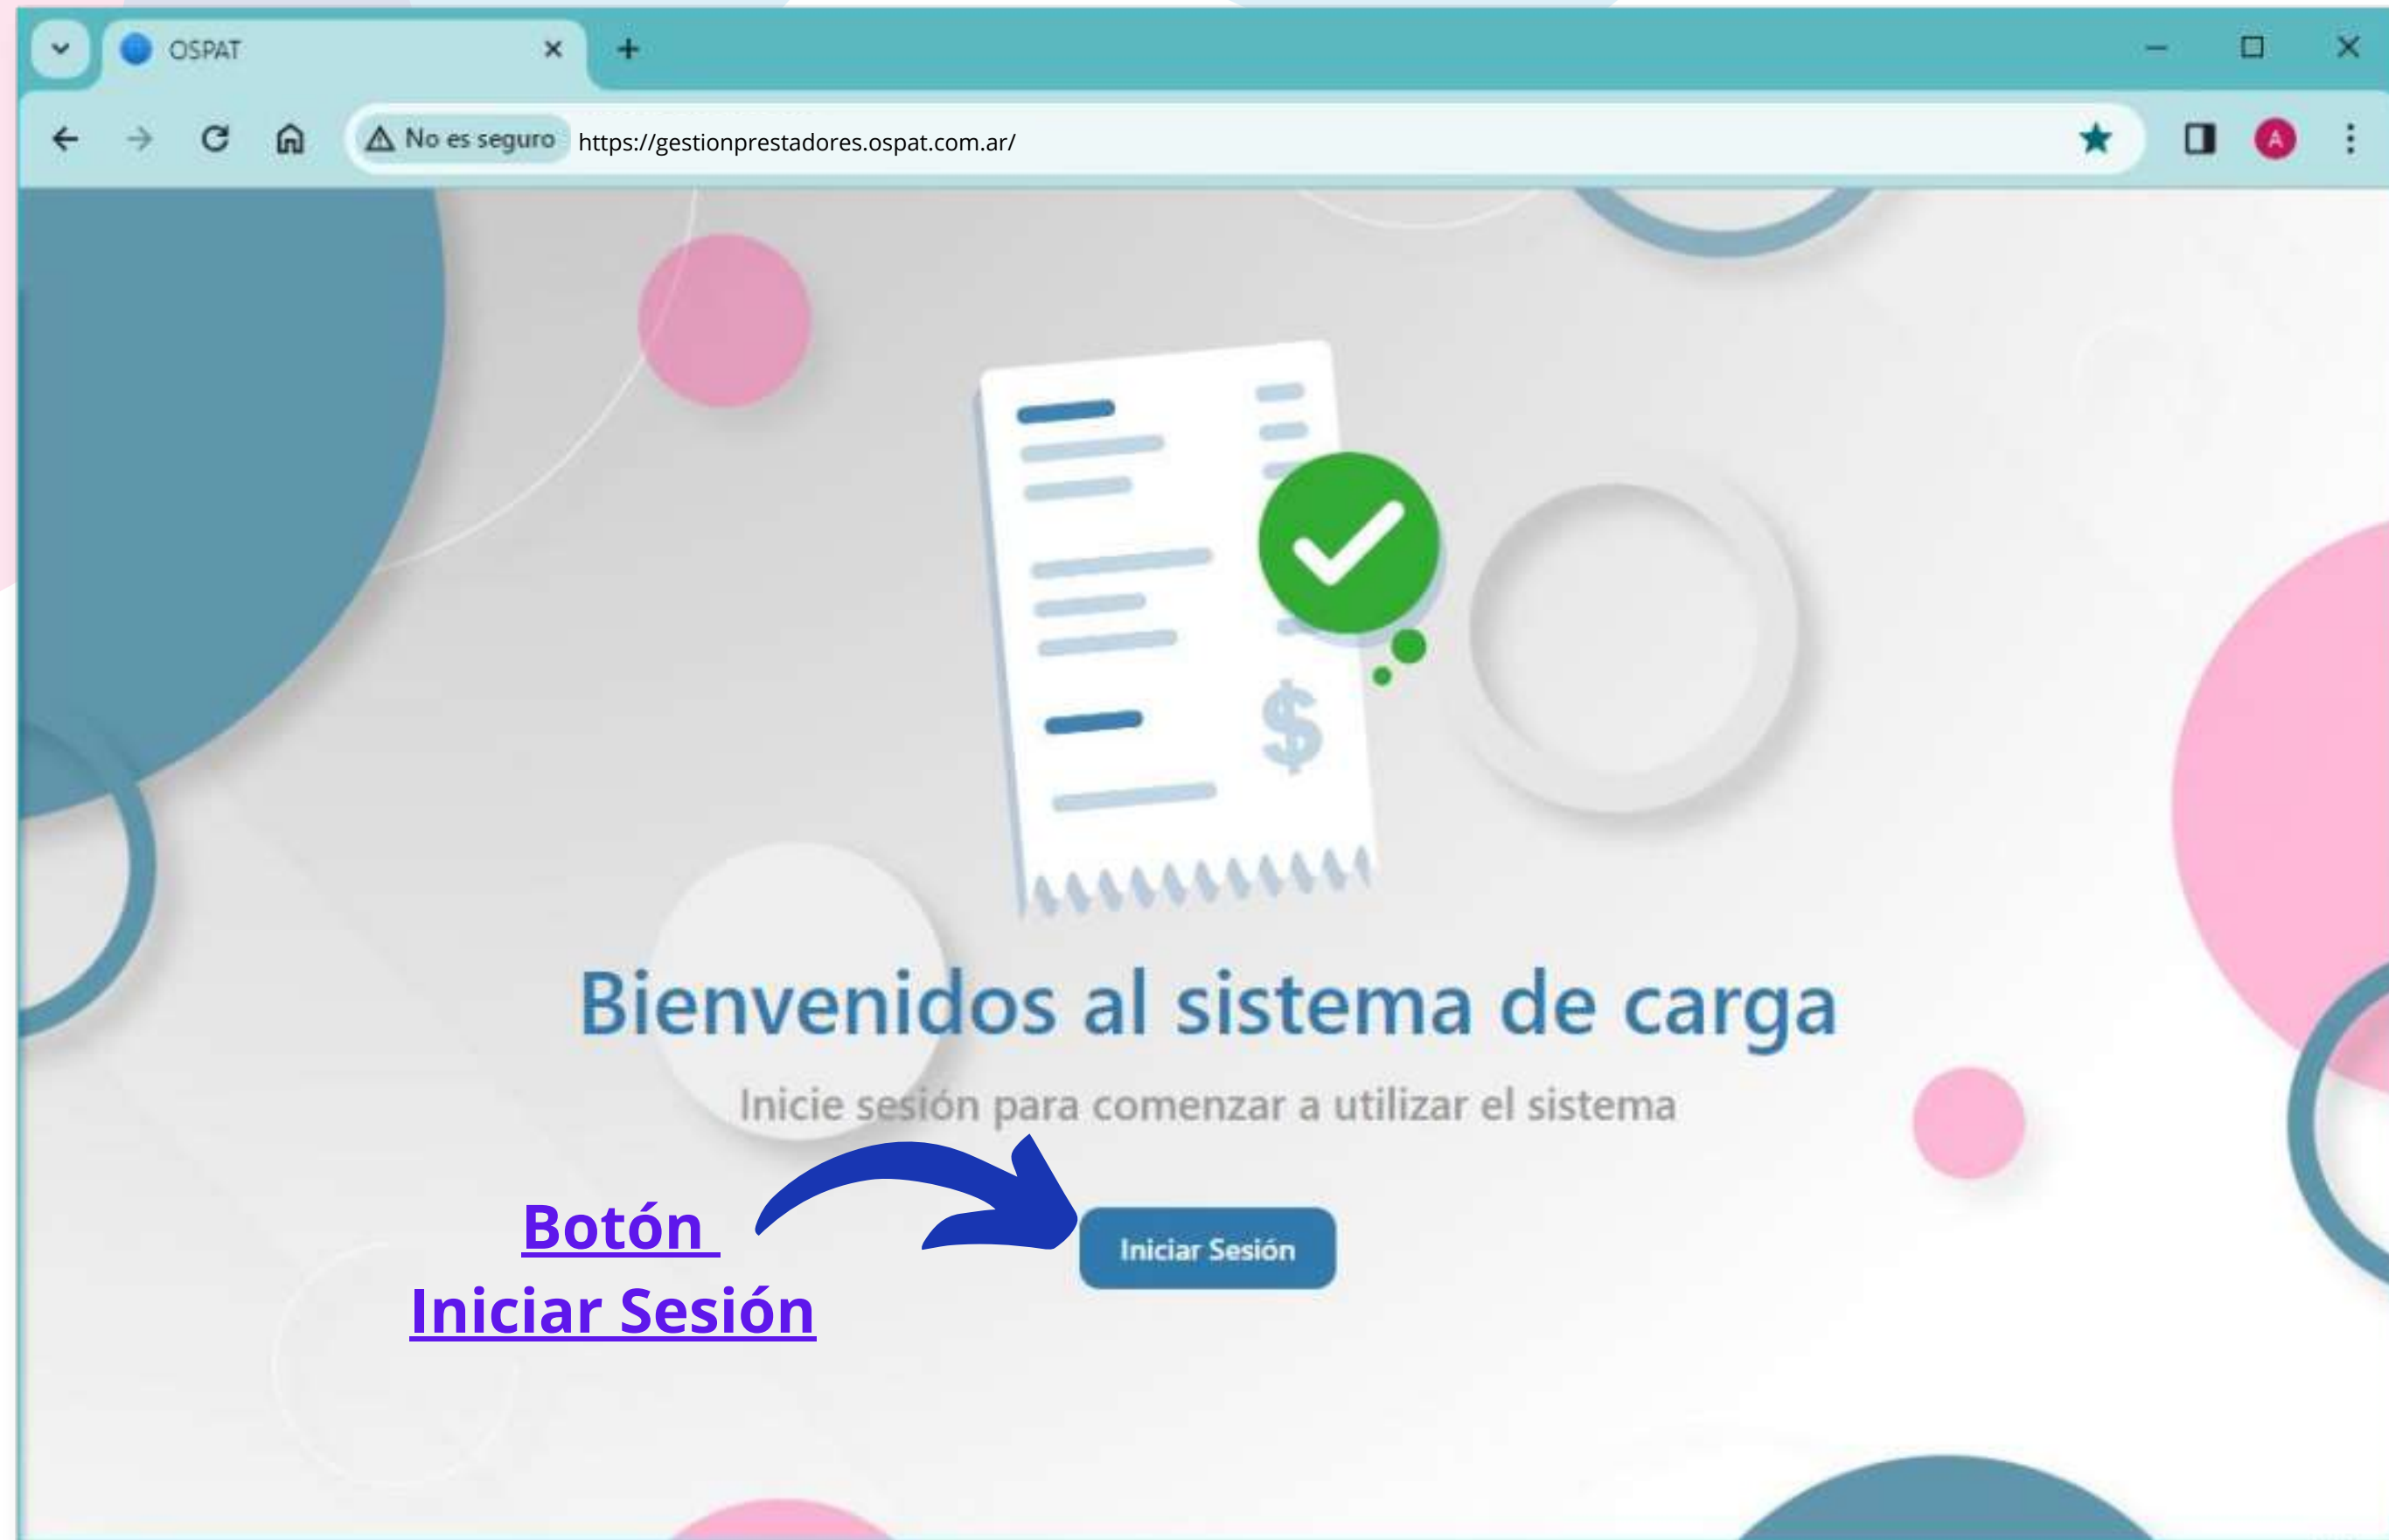 OSPAT
No es seguro https://gestionprestadores.ospat.com.ar/
A
$
Bienvenidos al sistema de carga
Inicie sesión para comenzar a utilizar el sistema
Botón
Iniciar Sesión
Iniciar Sesión